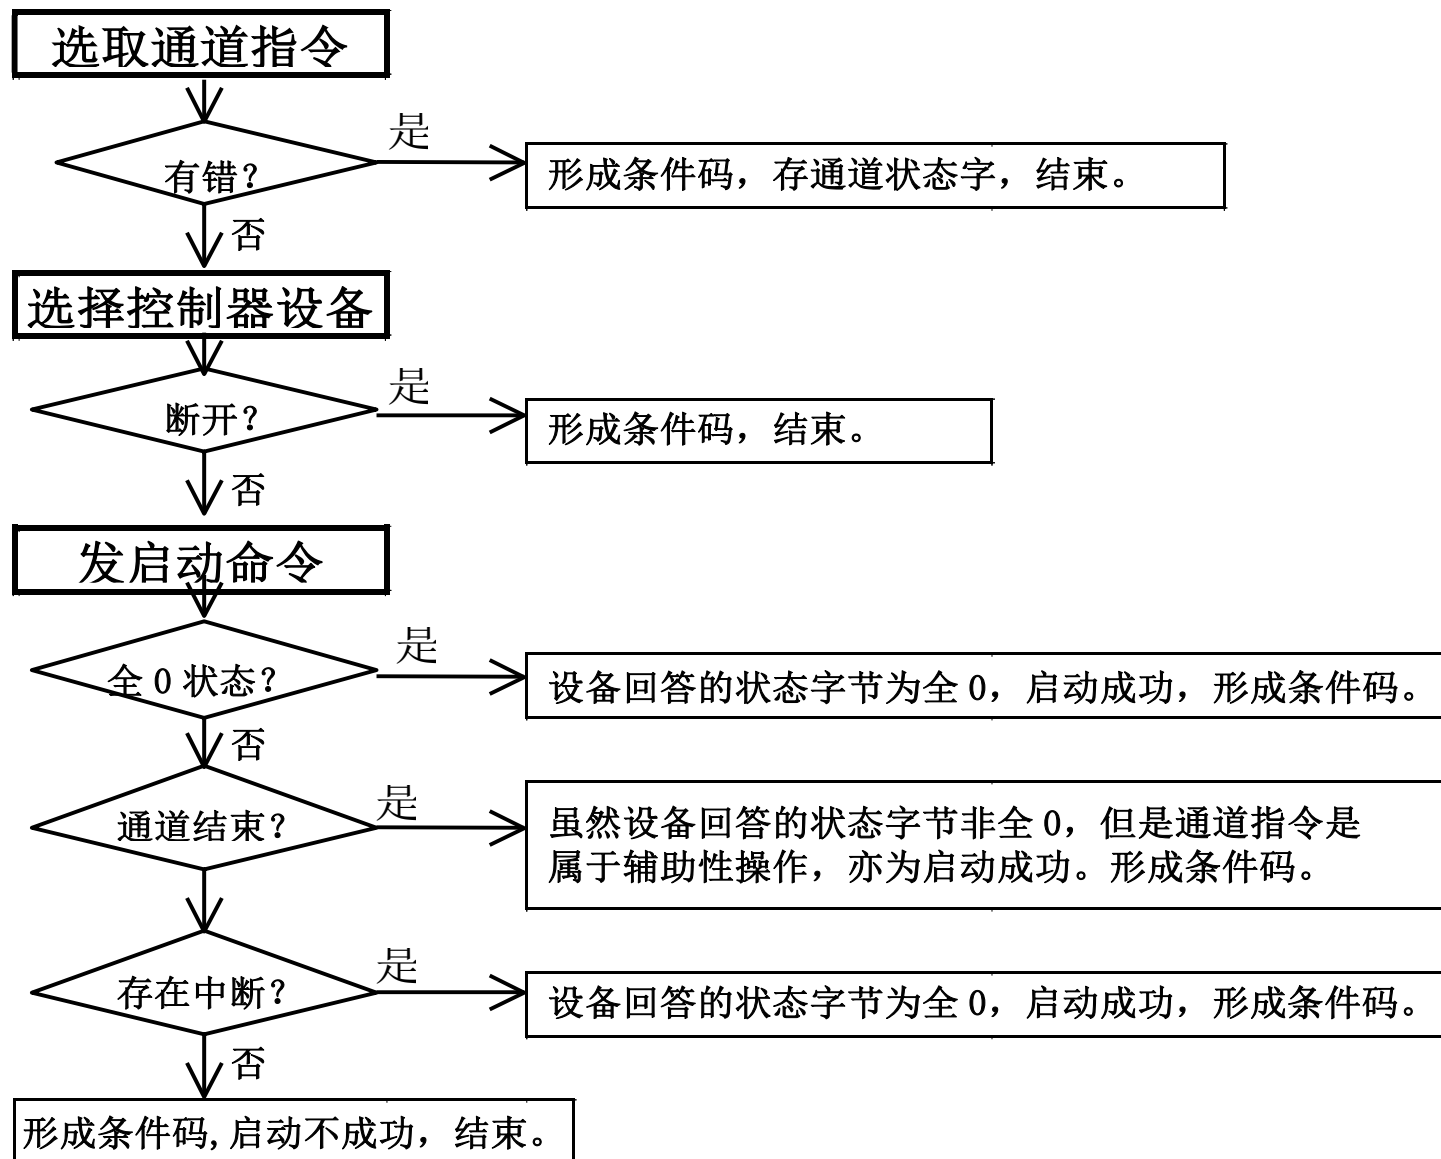 选取通道指令
是
有错？
形成条件码，存通道状态字，结束。
否
选择控制器设备
是
断开？
形成条件码，结束。
否
发启动命令
是
全0状态？
设备回答的状态字节为全0，启动成功，形成条件码。
否
是
通道结束？
虽然设备回答的状态字节非全0，但是通道指令是
属于辅助性操作，亦为启动成功。形成条件码。
是
存在中断？
设备回答的状态字节为全0，启动成功，形成条件码。
否
形成条件码,启动不成功，结束。